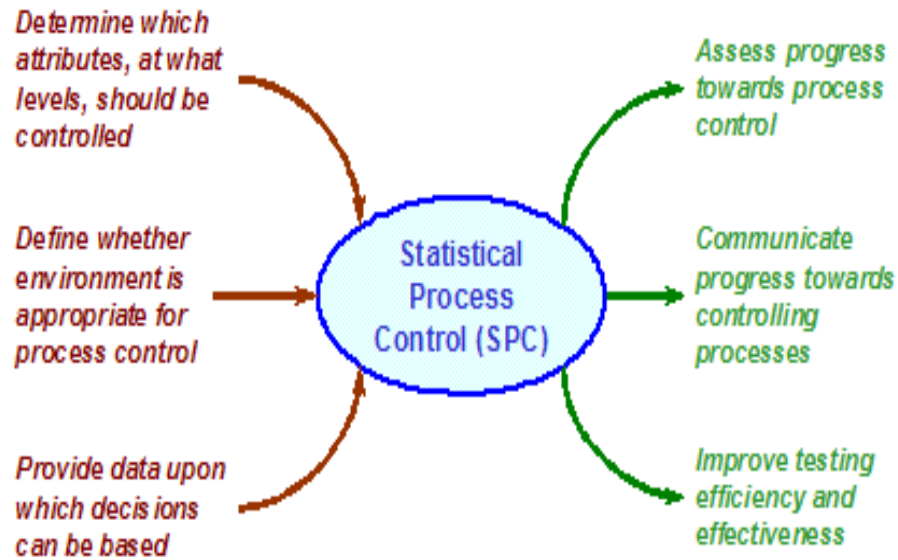 Determine which
attributes, at what
levels, should be
controlled
Define whether
environment is
appropriate for
process control
Provide data upon
which decisions
can be based
Statistical
Process
Control (SPC)
Assess progress
towards process
control
Communicate
progress towards
controlling
processes
Improve testing
efficiency and
effectiveness